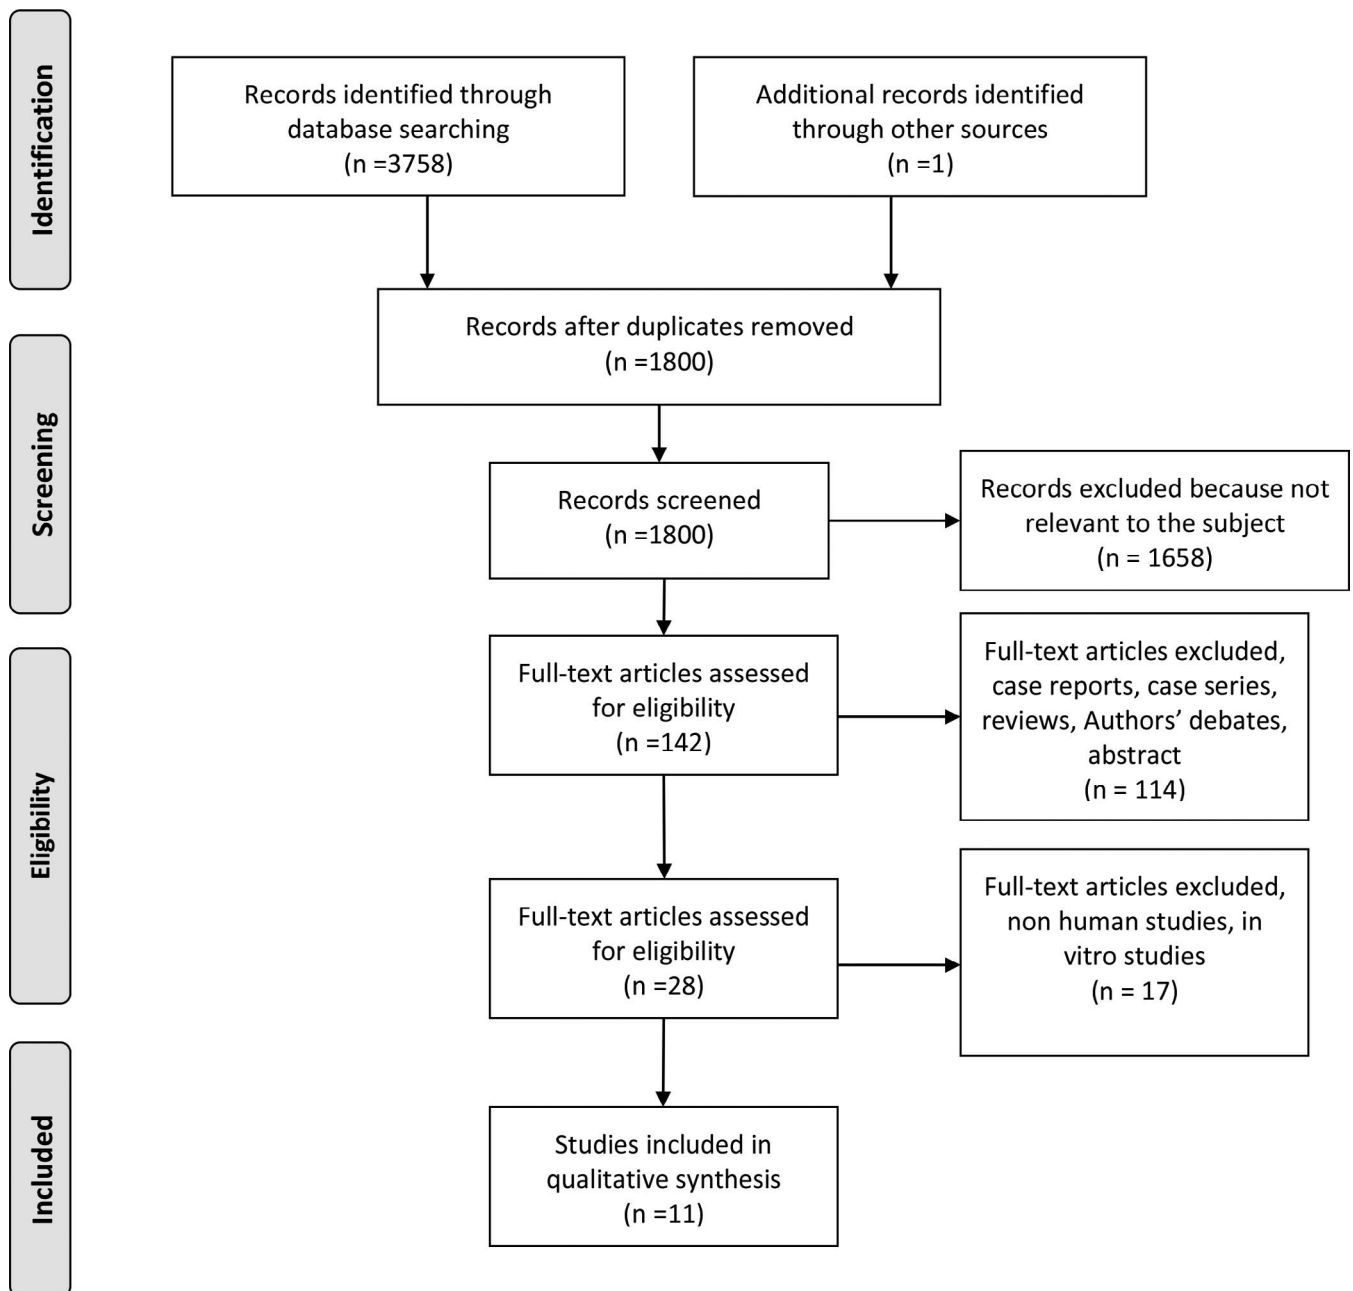 Identification
Records identified through
database searching
(n =3758)
Additional records identified
through other sources
(n =1)
Records after duplicates removed
(n =1800)
Screening
Records screened
(n =1800)
Records excluded because not
relevant to the subject
(n = 1658)
Eligibility
Full-text articles assessed
for eligibility
(n =142)
Full-text articles excluded,
case reports, case series,
reviews, Authors’ debates,
abstract
(n = 114)
Full-text articles assessed
for eligibility
(n =28)
Full-text articles excluded,
non human studies, in
vitro studies
(n = 17)
Included
Studies included in
qualitative synthesis
(n =11)